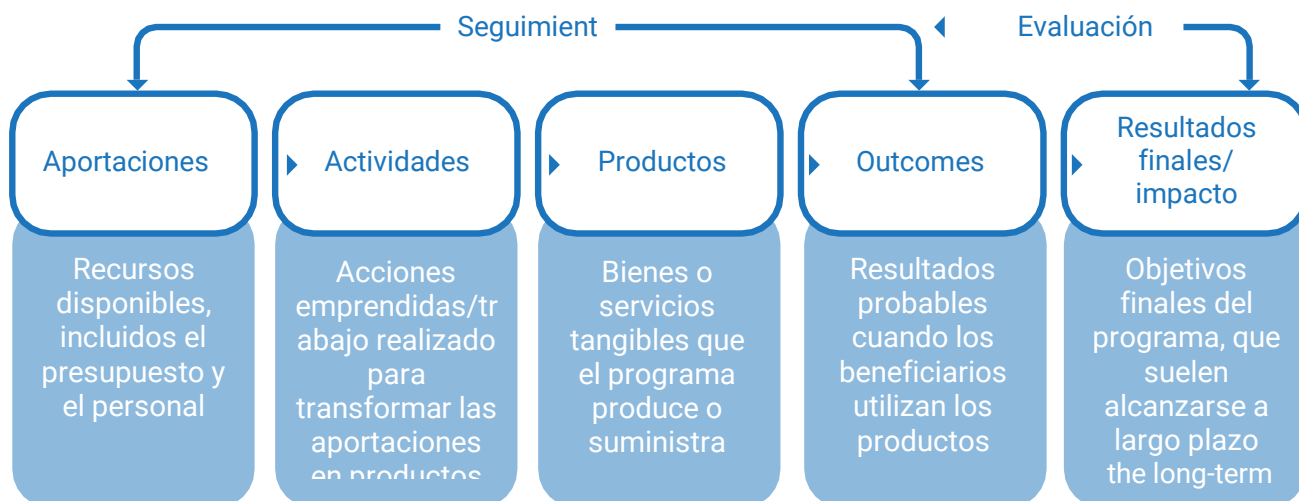 Seguimient
Evaluación
Aportaciones
Actividades
Productos
Outcomes
Resultados
finales/
impacto
Recursos
disponibles,
incluidos el
presupuesto y
el personal
Acciones
emprendidas/tr
abajo realizado
para
transformar las
aportaciones
en productos
Bienes o
servicios
tangibles que
el programa
produce o
suministra
Resultados
probables
cuando los
beneficiarios
utilizan los
productos
Objetivos
finales del
programa, que
suelen
alcanzarse a
largo plazo
the long-term